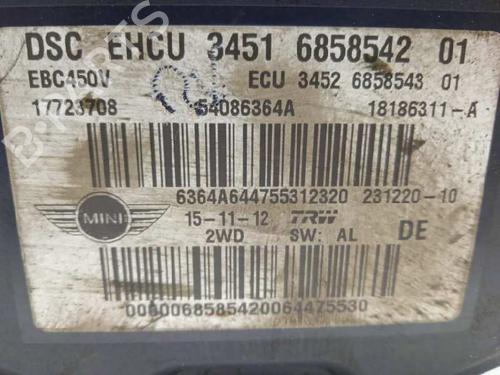 DSC EHCU 3451 6858542 01
EBC450V ECU 3452 6858543 01
17723708 54086364A 18186311-A
6364A644755312320 231220-10
MINI 15-11-12 TRW DE
2WD SW: AL
00000068585420064475530